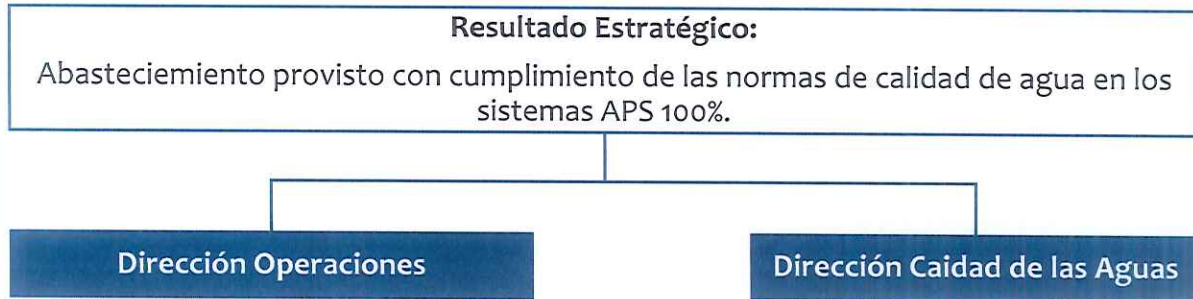 Resultado Estratégico:
Abasteciemiento provisto con cumplimiento de las normas de calidad de agua en los
sistemas APS 100%.
Dirección Operaciones
Dirección Caidad de las Aguas